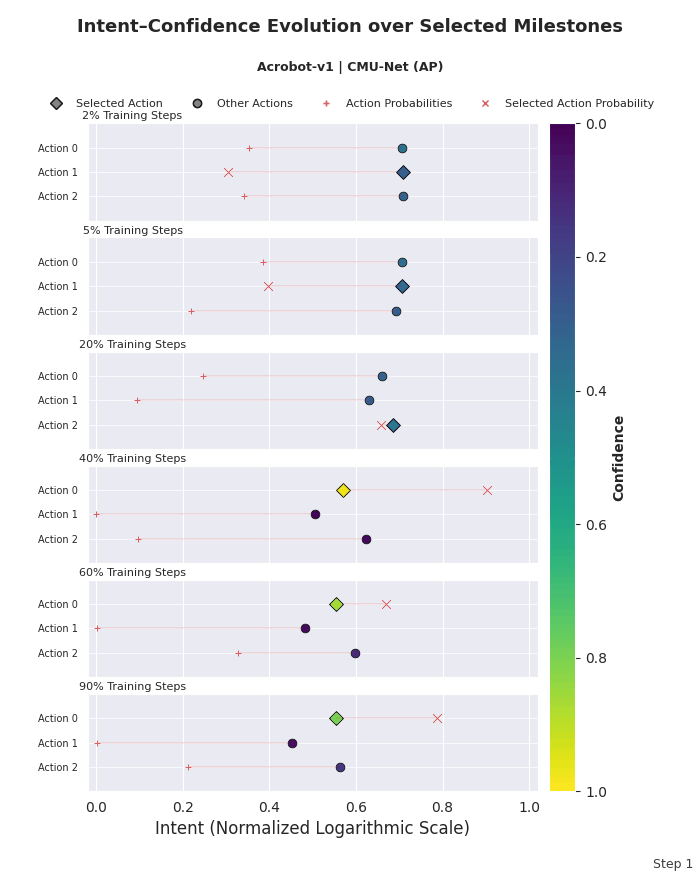 Intent–Confidence Evolution over Selected Milestones
Acrobot-v1 | CMU-Net (AP)
Selected Action Other Actions Action Probabilities Selected Action Probability
2% Training Steps
Action 0
Action 1
Action 2
5% Training Steps
Action 0
Action 1
Action 2
20% Training Steps
Action 0
Action 1
Action 2
40% Training Steps
Action 0
Action 1
Action 2
60% Training Steps
Action 0
Action 1
Action 2
90% Training Steps
Action 0
Action 1
Action 2
0.0 0.2 0.4 0.6 0.8 1.0
Intent (Normalized Logarithmic Scale)
0.0
0.2
0.4
0.6
0.8
1.0
Confidence
Step 1